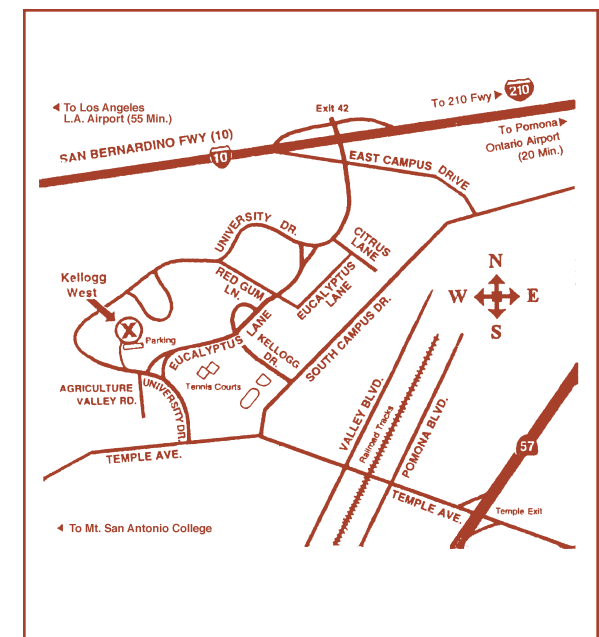 To Los Angeles
L.A. Airport (55 Min.)
Exit 42
To 210 Fwy
210
To Pomona
Ontario Airport
(20 Min.)
SAN BERNARDINO FWY (10)
10
EAST CAMPUS DRIVE
UNIVERSITY DR.
CITRUS
LANE
RED GUM
LN.
EUCALYPTUS
LANE
N
W
E
S
Kellogg
West
X
Parking
EUCALYPTUS LANE
KELLOGG
DR.
SOUTH CAMPUS DR.
Tennis Courts
AGRICULTURE
VALLEY RD.
UNIVERSITY DR.
VALLEY BLVD.
Railroad Tracks
POMONA BLVD.
57
TEMPLE AVE.
TEMPLE AVE.
Temple Exit
To Mt. San Antonio College